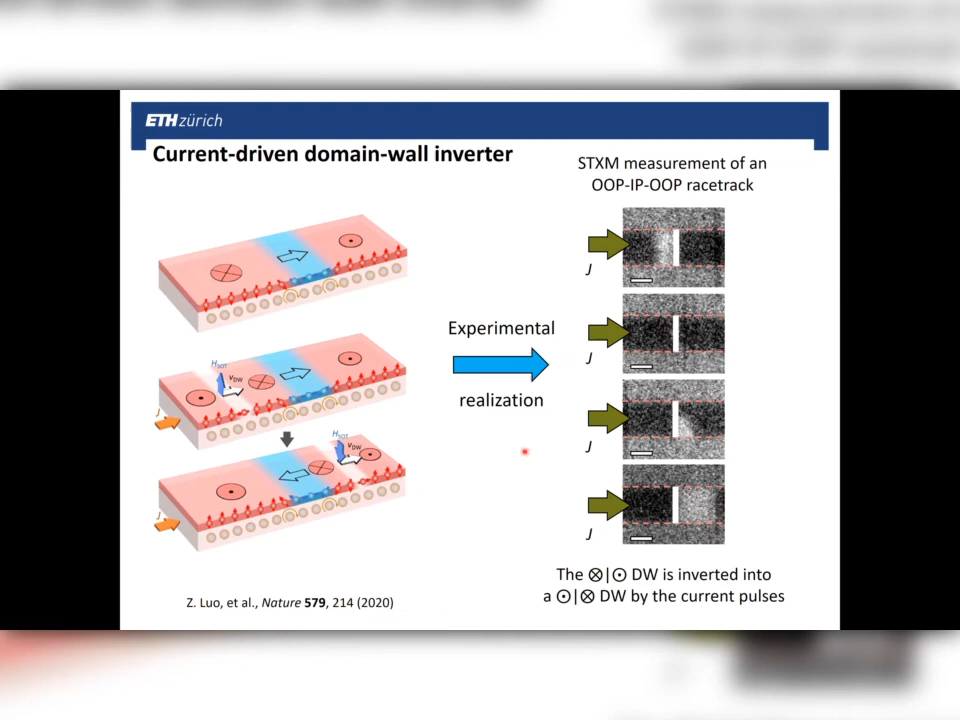 ETH zürich
Current-driven domain-wall inverter
STXM measurement of an
OOP-IP-OOP racetrack
J
H_SOT
v_DW
J
Experimental
realization
J
H_SOT
v_DW
J
J
J
The ⊗|⊙ DW is inverted into
a ⊙|⊗ DW by the current pulses
Z. Luo, et al., Nature 579, 214 (2020)